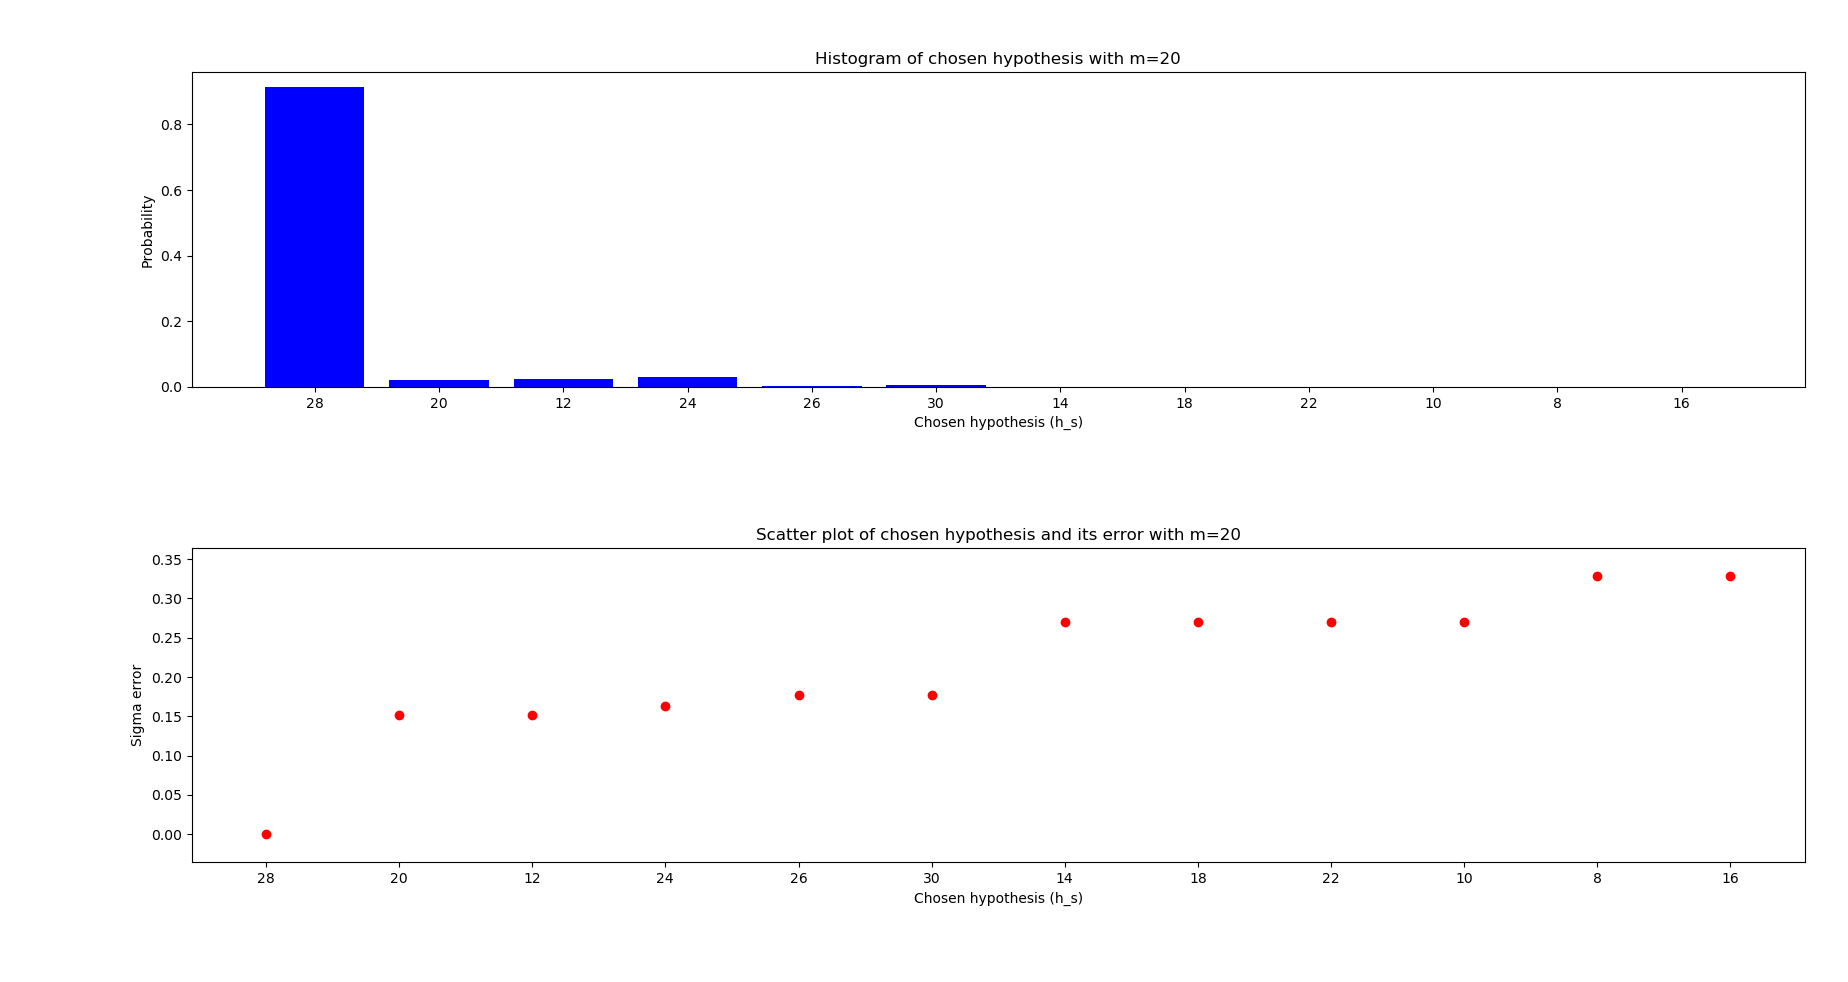 Histogram of chosen hypothesis with m=20
Probability
0.8
0.6
0.4
0.2
0.0
28 20 12 24 26 30 14 18 22 10 8 16
Chosen hypothesis (h_s)
Scatter plot of chosen hypothesis and its error with m=20
Sigma error
0.35
0.30
0.25
0.20
0.15
0.10
0.05
0.00
28 20 12 24 26 30 14 18 22 10 8 16
Chosen hypothesis (h_s)